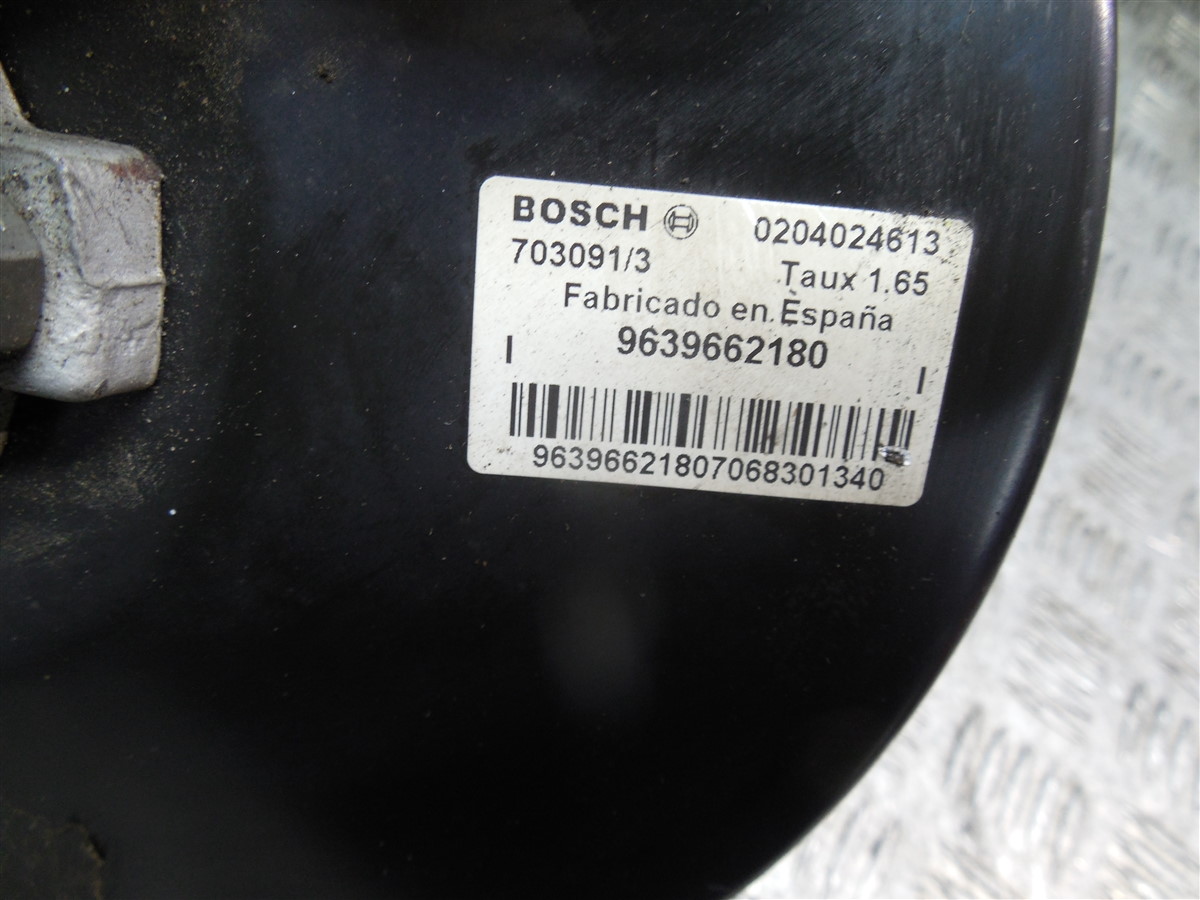 BOSCH 0204024613
703091/3 Taux 1.65
Fabricado en España
9639662180
96396621807068301340